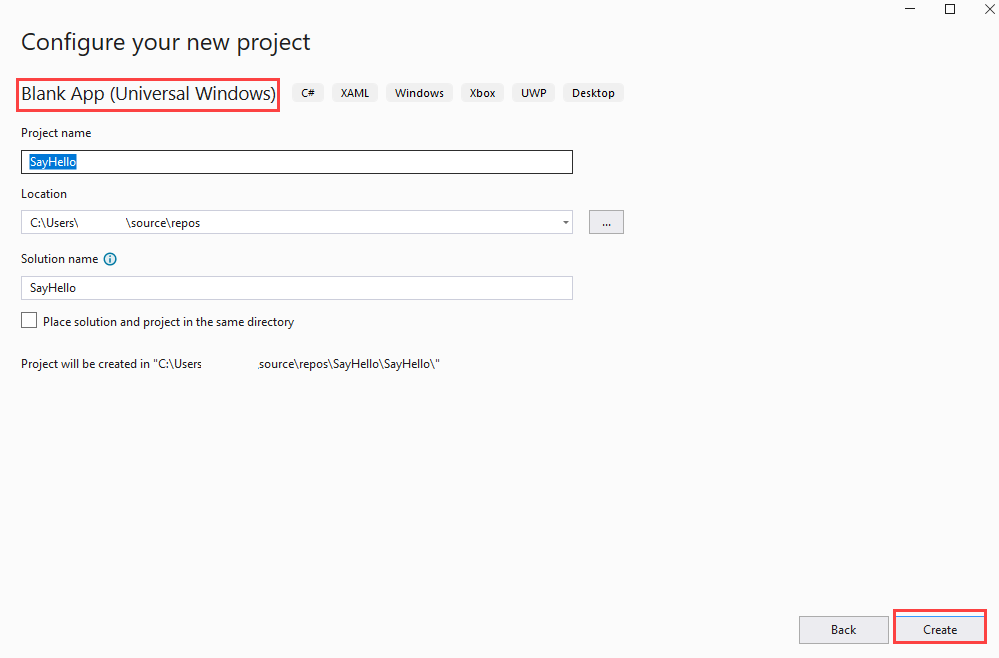 Configure your new project
Blank App (Universal Windows) C# XAML Windows Xbox UWP Desktop
Project name
SayHello
Location
C:\Users\ \source\repos ...
Solution name
SayHello
Place solution and project in the same directory
Project will be created in "C:\Users source\repos\SayHello\SayHello\"
Back Create